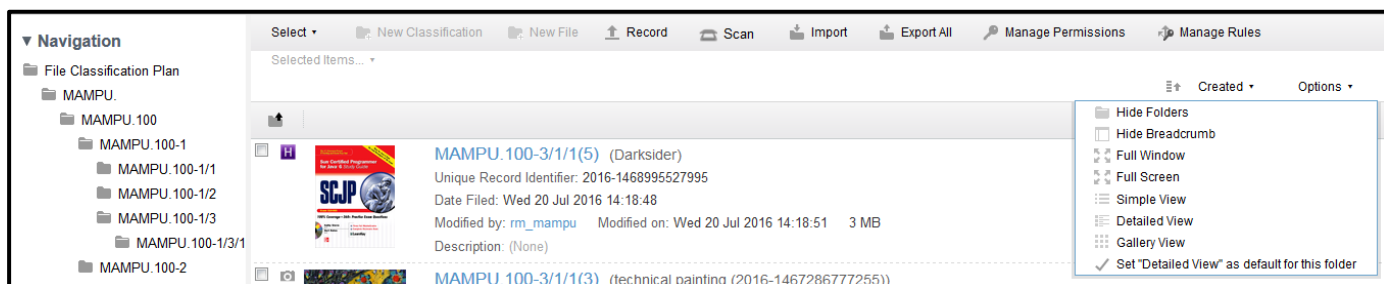 ▼ Navigation
File Classification Plan
MAMPU.
MAMPU.100
MAMPU.100-1
MAMPU.100-1/1
MAMPU.100-1/2
MAMPU.100-1/3
MAMPU.100-1/3/1
MAMPU.100-2
Select ▾ New Classification New File Record Scan Import Export All Manage Permissions Manage Rules
Selected Items... ▾
Created ▾ Options ▾
Hide Folders
Hide Breadcrumb
Full Window
Full Screen
Simple View
Detailed View
Gallery View
Set "Detailed View" as default for this folder
H
SCJP
MAMPU.100-3/1/1(5) (Darksider)
Unique Record Identifier: 2016-1468995527995
Date Filed: Wed 20 Jul 2016 14:18:48
Modified by: rm_mampu Modified on: Wed 20 Jul 2016 14:18:51 3 MB
Description: (None)
MAMPU.100-3/1/1(3) (technical painting (2016-1467286777255))